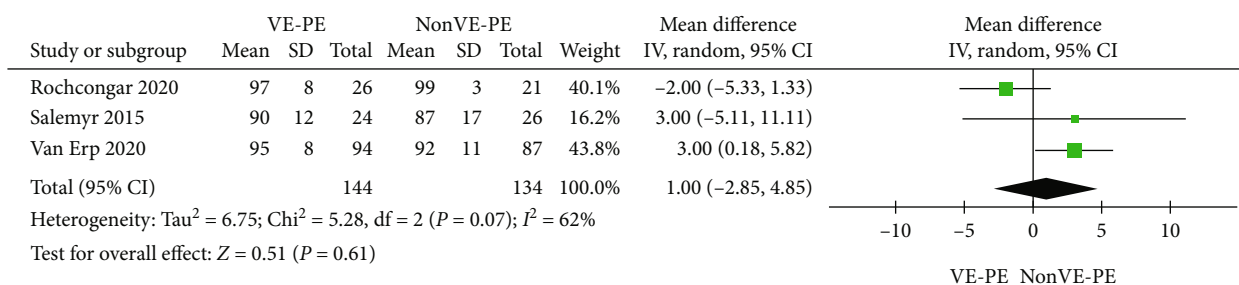 VE-PE NonVE-PE Mean difference Mean difference
Study or subgroup Mean SD Total Mean SD Total Weight IV, random, 95% CI IV, random, 95% CI
Rochcongar 2020 97 8 26 99 3 21 40.1% −2.00 (−5.33, 1.33)
Salemyr 2015 90 12 24 87 17 26 16.2% 3.00 (−5.11, 11.11)
Van Erp 2020 95 8 94 92 11 87 43.8% 3.00 (0.18, 5.82)
Total (95% CI) 144 134 100.0% 1.00 (−2.85, 4.85)
Heterogeneity: Tau² = 6.75; Chi² = 5.28, df = 2 (P = 0.07); I² = 62%
Test for overall effect: Z = 0.51 (P = 0.61)
−10 −5 0 5 10
VE-PE NonVE-PE